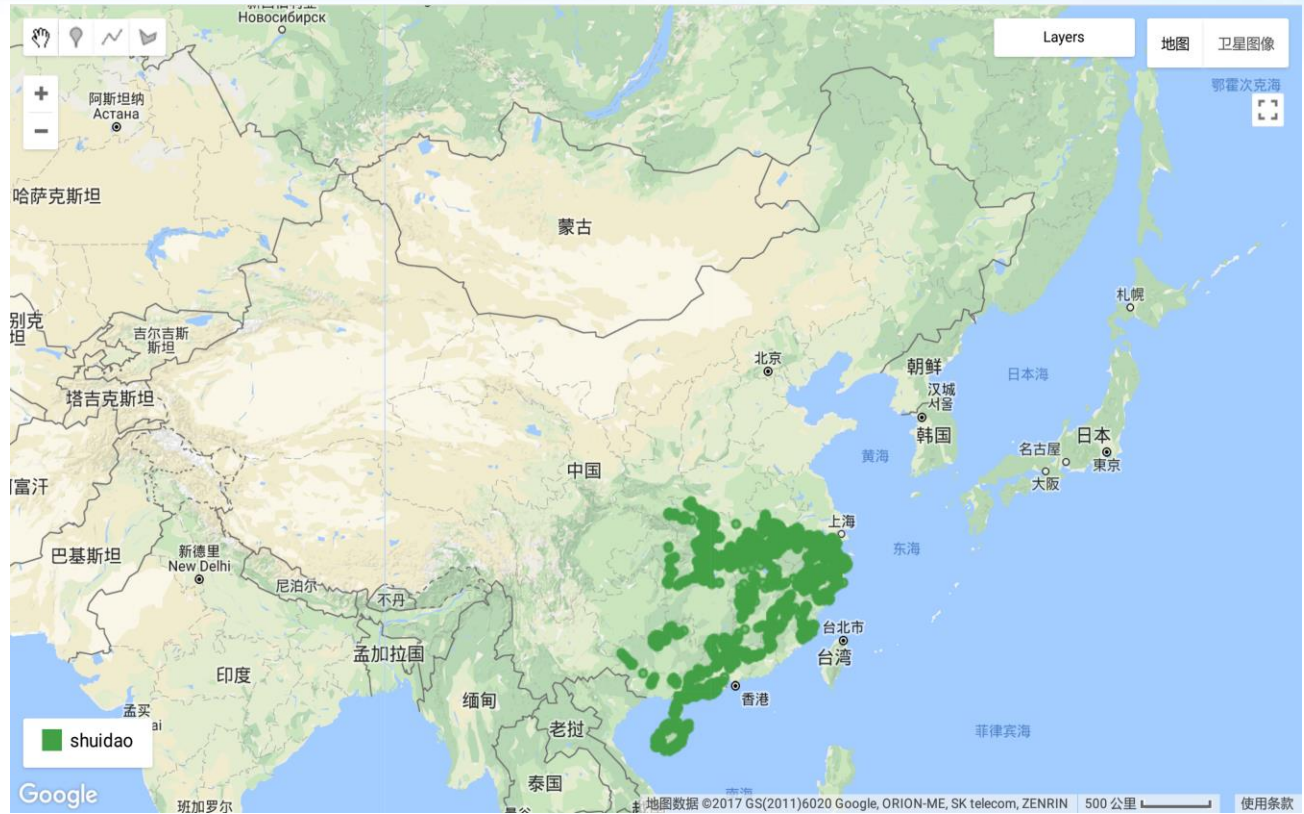 Новосибирск
Layers
地图
卫星图像
鄂霍次克海
阿斯坦纳
Астана
哈萨克斯坦
蒙古
札幌
别克
坦
吉尔吉斯
斯坦
北京
朝鲜
日本海
塔吉克斯坦
汉城
서울
韩国
名古屋
日本
東京
大阪
中国
黄海
富汗
上海
巴基斯坦
新德里
New Delhi
东海
尼泊尔
不丹
台北市
台湾
孟加拉国
印度
缅甸
香港
孟买
ai
shuidao
老挝
菲律宾海
泰国
Google
班加罗尔
南海
地图数据 ©2017 GS(2011)6020 Google, ORION-ME, SK telecom, ZENRIN
500 公里
使用条款